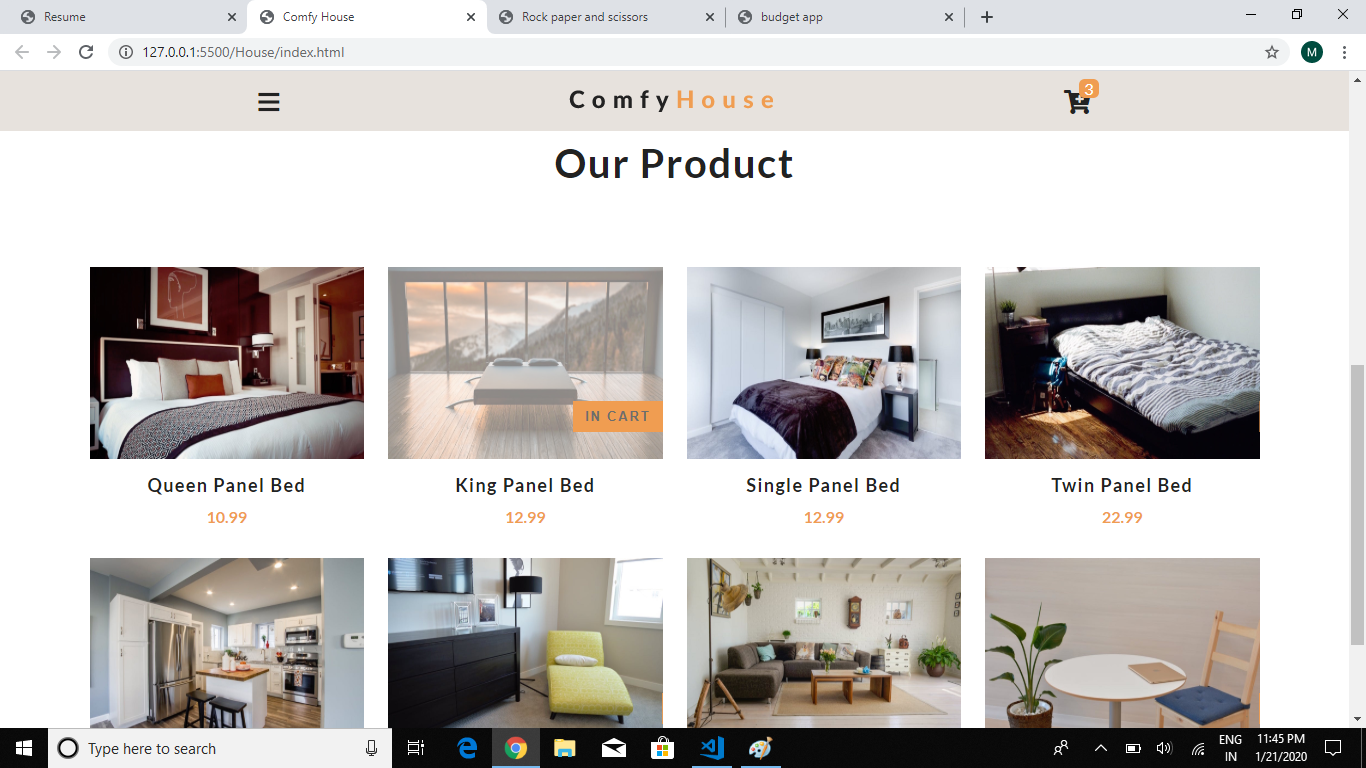 Resume
Comfy House
Rock paper and scissors
budget app
127.0.0.1:5500/House/index.html
M
ComfyHouse
3
Our Product
IN CART
Queen Panel Bed
King Panel Bed
Single Panel Bed
Twin Panel Bed
10.99
12.99
12.99
22.99
Type here to search
ENG
IN
11:45 PM
1/21/2020